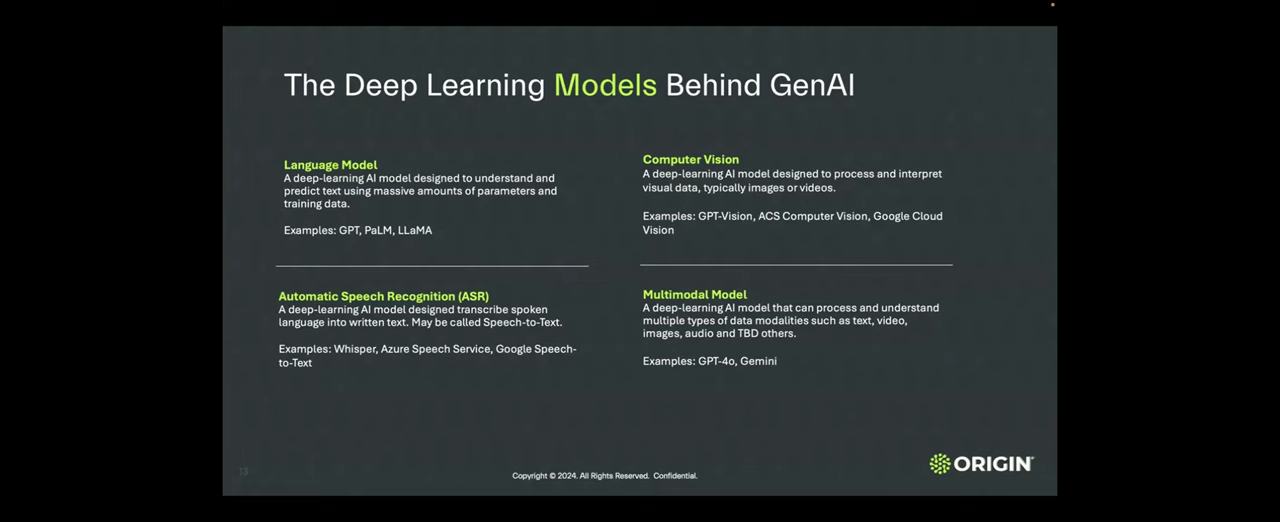 The Deep Learning Models Behind GenAI
Language Model
A deep-learning AI model designed to understand and
predict text using massive amounts of parameters and
training data.
Examples: GPT, PaLM, LLaMA
Computer Vision
A deep-learning AI model designed to process and interpret
visual data, typically images or videos.
Examples: GPT-Vision, ACS Computer Vision, Google Cloud
Vision
Automatic Speech Recognition (ASR)
A deep-learning AI model designed transcribe spoken
language into written text. May be called Speech-to-Text.
Examples: Whisper, Azure Speech Service, Google Speech-
to-Text
Multimodal Model
A deep-learning AI model that can process and understand
multiple types of data modalities such as text, video,
images, audio and TBD others.
Examples: GPT-4o, Gemini
13
Copyright © 2024. All Rights Reserved. Confidential.
ORIGIN